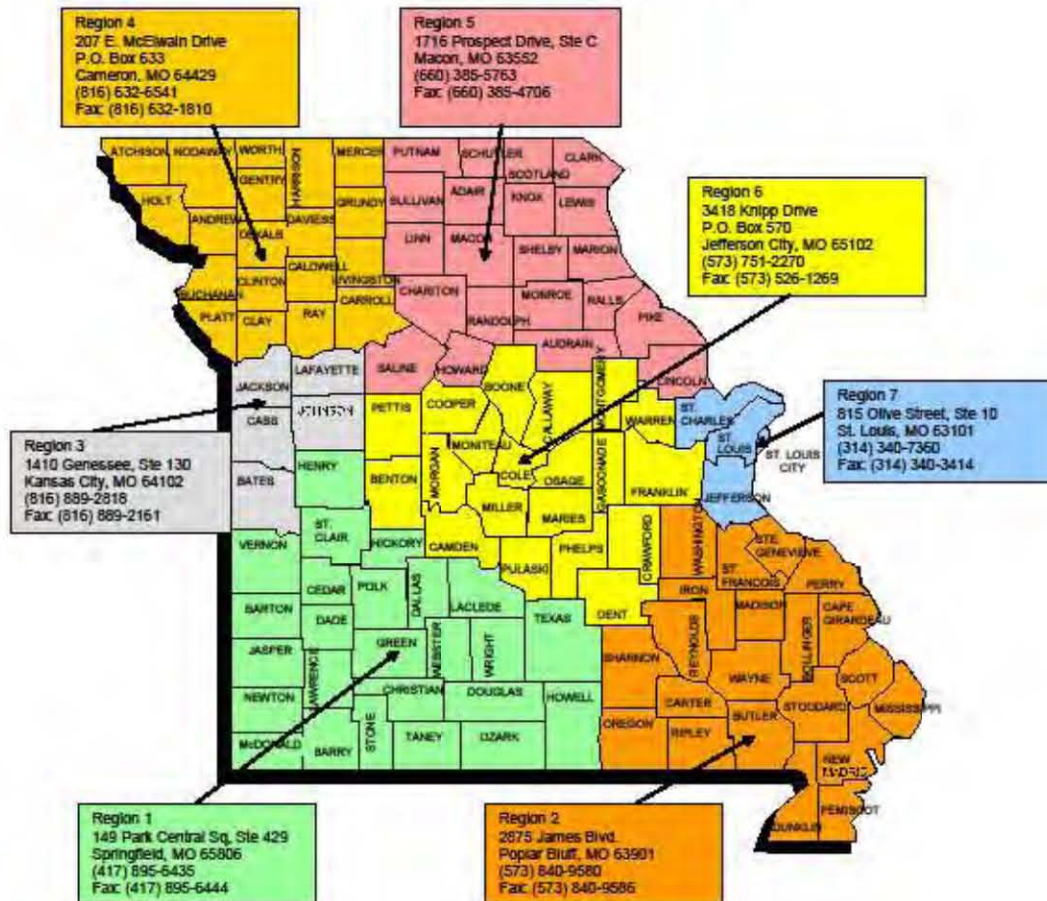 Region 4
207 E. McElwain Drive
P.O. Box 633
Cameron, MO 64429
(816) 632-6541
Fax: (816) 632-1810
Region 5
1716 Prospect Drive, Ste C
Macon, MO 63552
(660) 385-5763
Fax: (660) 385-4706
Region 6
3418 Knipp Drive
P.O. Box 570
Jefferson City, MO 65102
(573) 751-2270
Fax: (573) 526-1269
Region 7
815 Olive Street, Ste 10
St. Louis, MO 63101
(314) 340-7360
Fax: (314) 340-3414
Region 3
1410 Genessee, Ste 130
Kansas City, MO 64102
(816) 889-2818
Fax: (816) 889-2161
Region 1
149 Park Central Sq, Ste 429
Springfield, MO 65806
(417) 895-6435
Fax: (417) 895-6444
Region 2
2875 James Blvd.
Poplar Bluff, MO 63901
(573) 840-9580
Fax: (573) 840-9586
ATCHISON
NODAWAY
WORTH
HARRISON
MERCER
PUTNAM
SCHUYLER
SCOTLAND
CLARK
HOLT
GENTRY
GRUNDY
SULLIVAN
ADAIR
KNOX
LEWIS
ANDREW
DEKALB
DAVIESS
LINN
MACON
SHELBY
MARION
BUCHANAN
CLINTON
CALDWELL
LIVINGSTON
CHARITON
MONROE
RALLS
PLATT
CLAY
RAY
CARROLL
RANDOLPH
PIKE
AUDRAIN
JACKSON
LAFAYETTE
SALINE
HOWARD
BOONE
CALLAWAY
MONTGOMERY
LINCOLN
CASS
JOHNSON
PETTIS
COOPER
MONITEAU
WARREN
ST.
CHARLES
ST.
LOUIS
ST. LOUIS
CITY
BATES
HENRY
BENTON
MORGAN
COLE
OSAGE
GASCONADE
FRANKLIN
JEFFERSON
MILLER
MARIES
VERNON
ST.
CLAIR
HICKORY
CAMDEN
PULASKI
PHELPS
CRAWFORD
WASHINGTON
STE.
GENEVIEVE
ST.
FRANCOIS
PERRY
CEDAR
POLK
DALLAS
LACLEDE
TEXAS
DENT
IRON
MADISON
CAPE
GIRARDEAU
BARTON
DADE
GREEN
WEBSTER
WRIGHT
SHANNON
REYNOLDS
BOLLINGER
WAYNE
SCOTT
JASPER
LAWRENCE
CHRISTIAN
DOUGLAS
HOWELL
CARTER
BUTLER
STODDARD
MISSISSIPPI
NEWTON
STONE
TANEY
OZARK
OREGON
RIPLEY
McDONALD
BARRY
NEW
MADRID
PEMISCOT
DUNKLIN